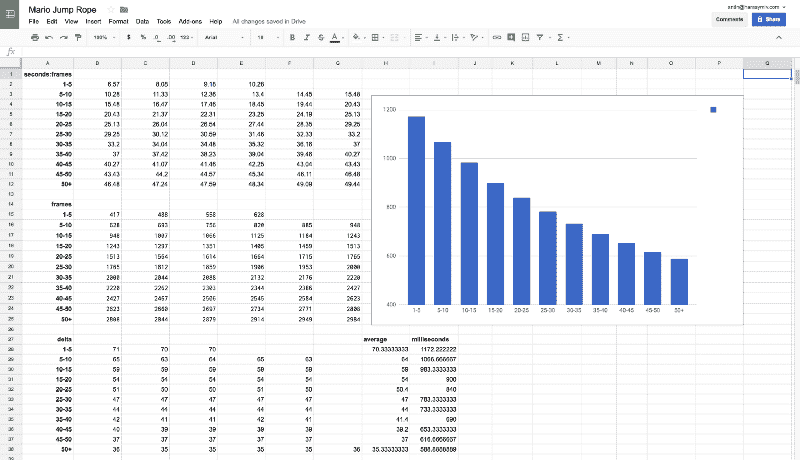 Mario Jump Rope
File Edit View Insert Format Data Tools Add-ons Help All changes saved in Drive
Comments Share
100% $ % .0 .00 123 Arial 10
fx
A B C D E F G H I J K L M N O P Q
1 seconds:frames
2 1-5 6.57 8.08 9.18 10.28
3 5-10 10.28 11.33 12.36 13.4 14.45 15.48
4 10-15 15.48 16.47 17.46 18.45 19.44 20.43
5 15-20 20.43 21.37 22.31 23.25 24.19 25.13
6 20-25 25.13 26.04 26.54 27.44 28.35 29.25
7 25-30 29.25 30.12 30.59 31.46 32.33 33.2
8 30-35 33.2 34.04 34.48 35.32 36.16 37
9 35-40 37 37.42 38.23 39.04 39.46 40.27
10 40-45 40.27 41.07 41.46 42.25 43.04 43.43
11 45-50 43.43 44.2 44.57 45.34 46.11 46.48
12 50+ 46.48 47.24 47.59 48.34 49.09 49.44
13
14 frames
15 1-5 417 488 558 628
16 5-10 628 693 756 820 885 948
17 10-15 948 1007 1066 1125 1184 1243
18 15-20 1243 1297 1351 1405 1459 1513
19 20-25 1513 1564 1614 1664 1715 1765
20 25-30 1765 1812 1859 1906 1953 2000
21 30-35 2000 2044 2088 2132 2176 2220
22 35-40 2220 2262 2303 2344 2386 2427
23 40-45 2427 2467 2506 2545 2584 2623
24 45-50 2623 2660 2697 2734 2771 2808
25 50+ 2808 2844 2879 2914 2949 2984
26
27 delta average milliseconds
28 1-5 71 70 70 70.33333333 1172.222222
29 5-10 65 63 64 65 63 64 1066.666667
30 10-15 59 59 59 59 59 59 983.3333333
31 15-20 54 54 54 54 54 54 900
32 20-25 51 50 50 51 50 50.4 840
33 25-30 47 47 47 47 47 47 783.3333333
34 30-35 44 44 44 44 44 44 733.3333333
35 35-40 42 41 41 42 41 41.4 690
36 40-45 40 39 39 39 39 39.2 653.3333333
37 45-50 37 37 37 37 37 37 616.6666667
38 50+ 36 35 35 35 35 36 35.33333333 588.8888889
1200
1000
800
600
400
1-5 5-10 10-15 15-20 20-25 25-30 30-35 35-40 40-45 45-50 50+